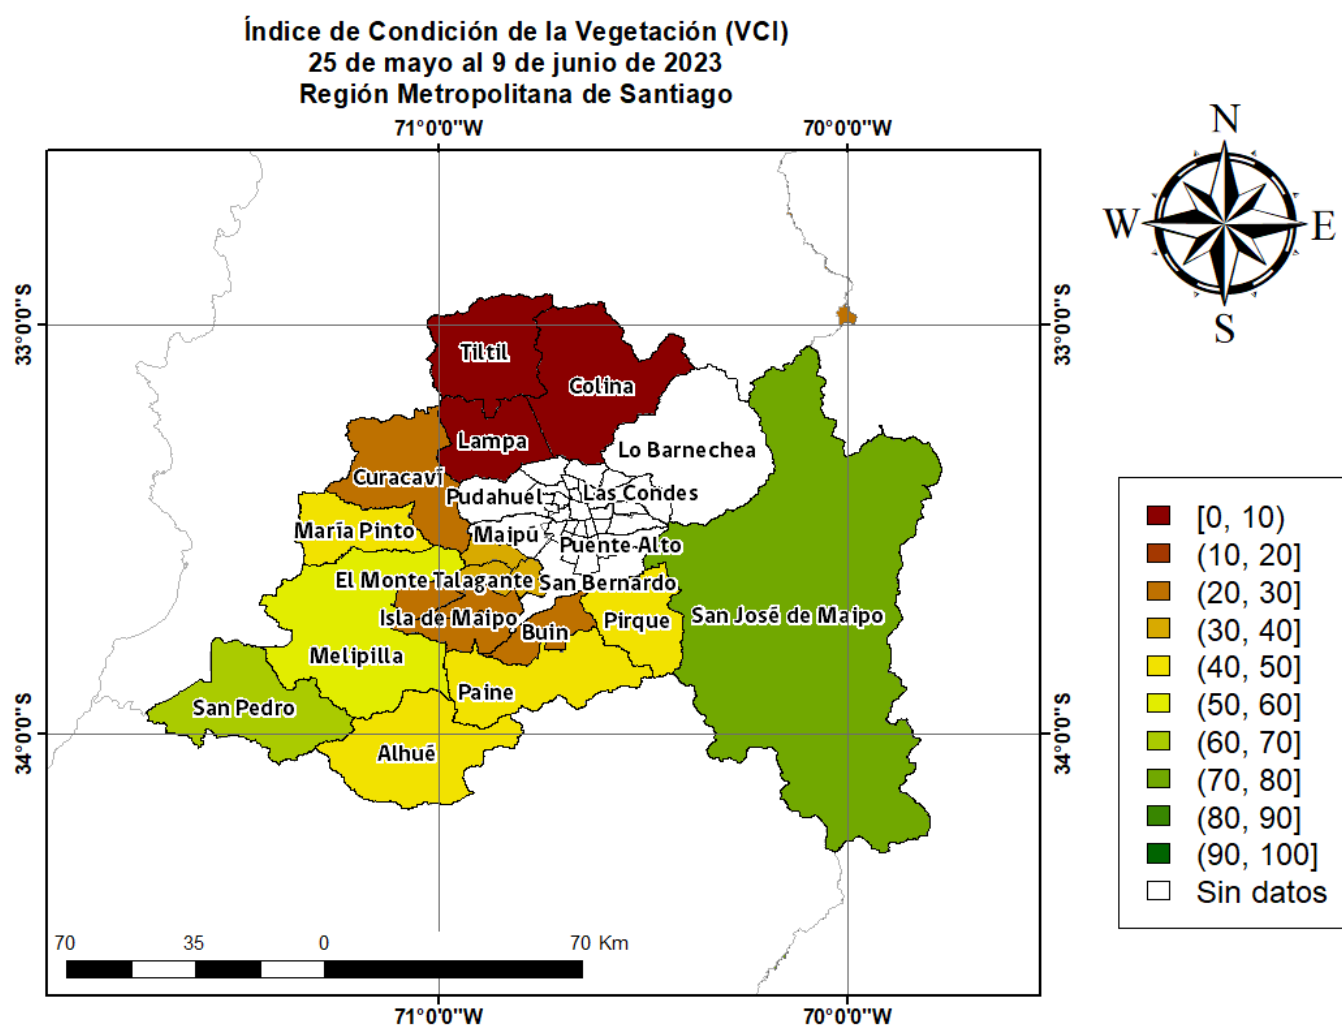 Índice de Condición de la Vegetación (VCI)
25 de mayo al 9 de junio de 2023
Región Metropolitana de Santiago
71°0'0"W
70°0'0"W
N
W
E
S
33°0'0"S
33°0'0"S
Tiltil
Colina
Lampa
Lo Barnechea
Curacaví
Pudahuel
Las Condes
María Pinto
Maipú
Puente Alto
El Monte
Talagante
San Bernardo
Isla de Maipo
Buin
Pirque
San José de Maipo
Melipilla
Paine
San Pedro
Alhué
34°0'0"S
34°0'0"S
[0, 10)
(10, 20]
(20, 30]
(30, 40]
(40, 50]
(50, 60]
(60, 70]
(70, 80]
(80, 90]
(90, 100]
Sin datos
70 35 0 70 Km
71°0'0"W
70°0'0"W